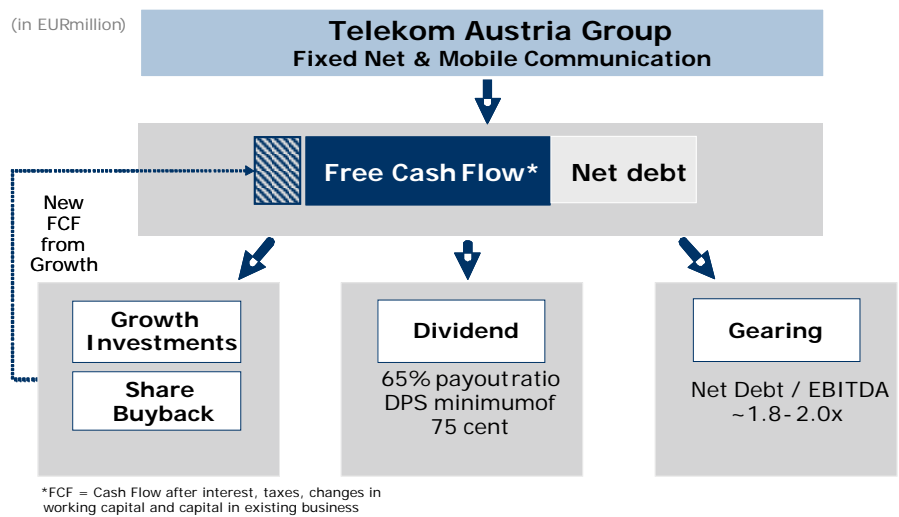 (in EURmillion)
Telekom Austria Group
Fixed Net & Mobile Communication
Free Cash Flow*
Net debt
New
FCF
from
Growth
Growth
Investments
Share
Buyback
Dividend
65% payout ratio
DPS minimum of
75 cent
Gearing
Net Debt / EBITDA
~1.8-2.0x
*FCF = Cash Flow after interest, taxes, changes in
working capital and capital in existing business